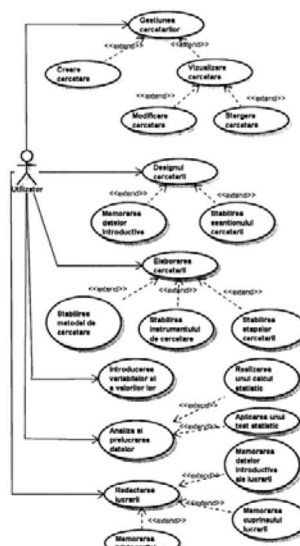 Gestiunea
cercetarilor
<<extend>>
<<extend>>
Creare
cercetare
Vizualizare
cercetare
<<extend>>
<<extend>>
Modificare
cercetare
Stergere
cercetare
Utilizator
Designul
cercetarii
<<extend>>
<<extend>>
Memorarea
datelor
introductive
Stabilirea
esantionului
cercetarii
Elaborarea
cercetarii
<<extend>>
<<extend>>
<<extend>>
Stabilirea
metodei de
cercetare
Stabilirea
instrumentului
de cercetare
Stabilirea
etapelor
cercetarii
Introducerea
variabilelor si
a valorilor lor
Realizarea
unui calcul
statistic
<<extend>>
Analiza si
prelucrarea
datelor
Aplicarea unui
test statistic
<<extend>>
Memorarea
datelor
introductive
ale lucrarii
<<extend>>
Redactarea
lucrarii
<<extend>>
Memorarea
cuprinsului
lucrarii
<<extend>>
Memorarea